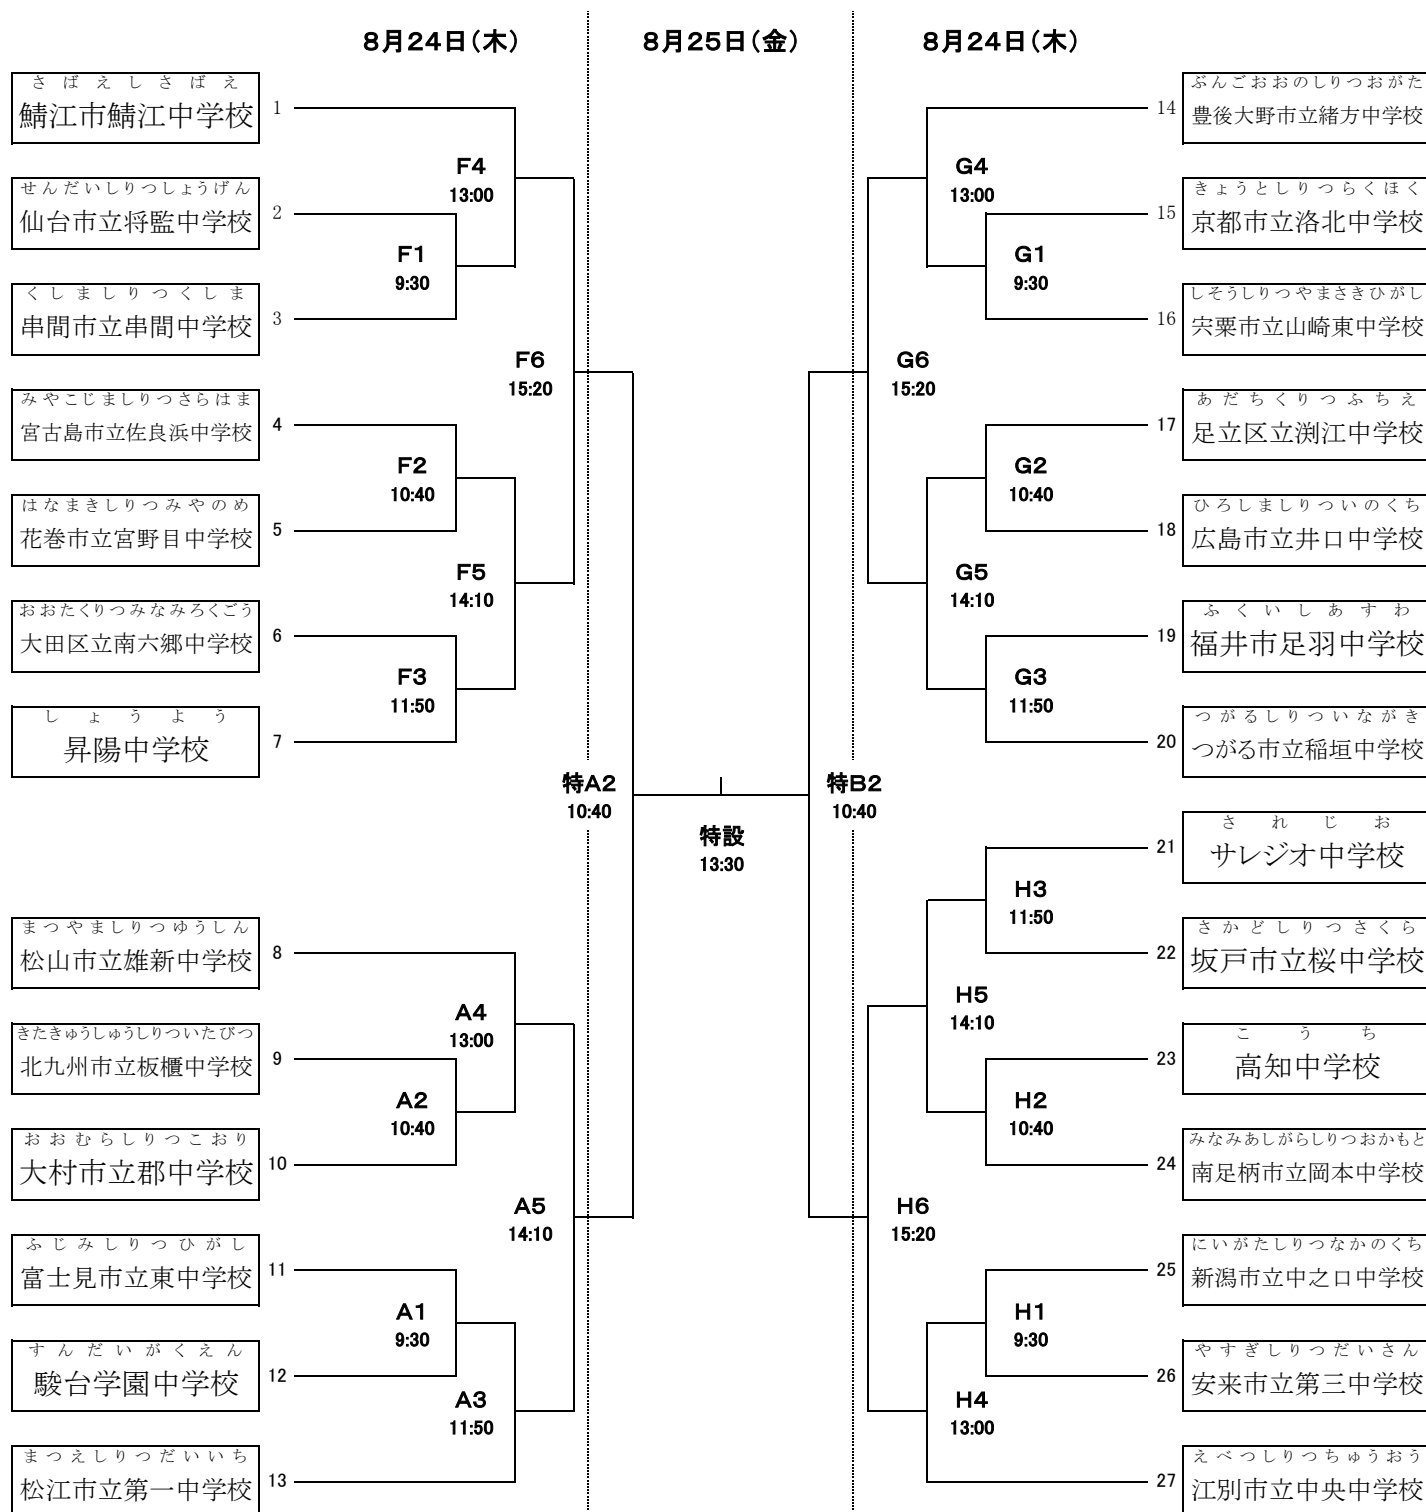 8月24日(木)
8月25日(金)
8月24日(木)
さばえしさばえ
鯖江市鯖江中学校
1
せんだいしりつしょうげん
仙台市立将監中学校
2
くしましりつくしま
串間市立串間中学校
3
みやこじましりつさらはま
宮古島市立佐良浜中学校
4
はなまきしりつみやのめ
花巻市立宮野目中学校
5
おおたくりつみなみろくごう
大田区立南六郷中学校
6
しょうよう
昇陽中学校
7
まつやましりつゆうしん
松山市立雄新中学校
8
きたきゅうしゅうしりついたびつ
北九州市立板櫃中学校
9
おおむらしりつこおり
大村市立郡中学校
10
ふじみしりつひがし
富士見市立東中学校
11
すんだいがくえん
駿台学園中学校
12
まつえしりつだいいち
松江市立第一中学校
13
F4
13:00
F1
9:30
F6
15:20
F2
10:40
F5
14:10
F3
11:50
特A2
10:40
A4
13:00
A2
10:40
A5
14:10
A1
9:30
A3
11:50
特設
13:30
特B2
10:40
G4
13:00
G1
9:30
G6
15:20
G2
10:40
G5
14:10
G3
11:50
H3
11:50
H5
14:10
H2
10:40
H6
15:20
H1
9:30
H4
13:00
14
ぶんごおおのしりつおがた
豊後大野市立緒方中学校
15
きょうとしりつらくほく
京都市立洛北中学校
16
しそうしりつやまさきひがし
宍粟市立山崎東中学校
17
あだちくりつふちえ
足立区立渕江中学校
18
ひろしましりついのくち
広島市立井口中学校
19
ふくいしあすわ
福井市足羽中学校
20
つがるしりついながき
つがる市立稲垣中学校
21
されじお
サレジオ中学校
22
さかどしりつさくら
坂戸市立桜中学校
23
こうち
高知中学校
24
みなみあしがらしりつおかもと
南足柄市立岡本中学校
25
にいがたしりつなかのくち
新潟市立中之口中学校
26
やすぎしりつだいさん
安来市立第三中学校
27
えべつしりつちゅうおう
江別市立中央中学校